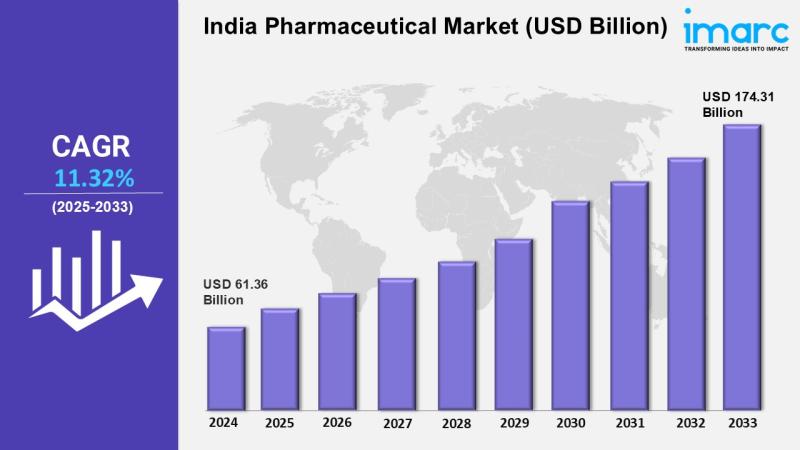 India Pharmaceutical Market (USD Billion)
imarc
TRANSFORMING IDEAS INTO IMPACT
CAGR
11.32%
(2025-2033)
USD 61.36
Billion
USD 174.31
Billion
2024 2025 2026 2027 2028 2029 2030 2031 2032 2033